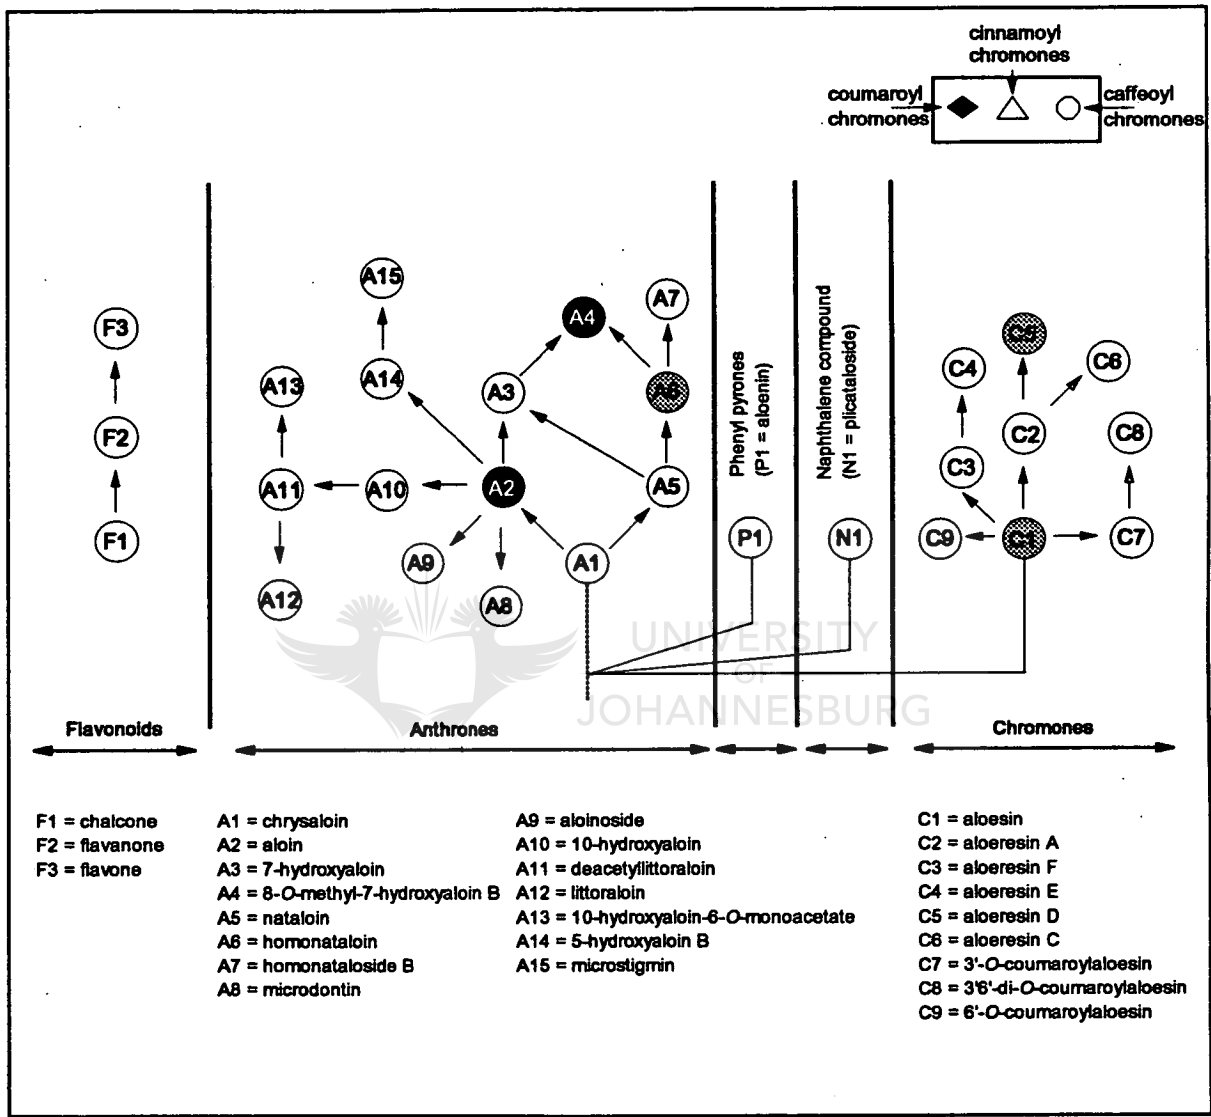 cinnamoyl
chromones
coumaroyl
chromones
caffeoyl
chromones
A15
A4
A7
F3
A14
A13
A3
A6
C5
C4
C6
F2
C2
C8
C3
A11
A10
A2
A5
F1
A9
A1
P1
N1
C9
C1
C7
A12
A8
Phenyl pyrones
(P1 = aloenin)
Naphthalene compound
(N1 = plicataloside)
UNIVERSITY
OF
JOHANNESBURG
Flavonoids
Anthrones
Chromones
F1 = chalcone
F2 = flavanone
F3 = flavone
A1 = chrysaloin
A2 = aloin
A3 = 7-hydroxyaloin
A4 = 8-O-methyl-7-hydroxyaloin B
A5 = nataloin
A6 = homonataloin
A7 = homonataloside B
A8 = microdontin
A9 = aloinoside
A10 = 10-hydroxyaloin
A11 = deacetyllittoraloin
A12 = littoraloin
A13 = 10-hydroxyaloin-6-O-monoacetate
A14 = 5-hydroxyaloin B
A15 = microstigmin
C1 = aloesin
C2 = aloeresin A
C3 = aloeresin F
C4 = aloeresin E
C5 = aloeresin D
C6 = aloeresin C
C7 = 3'-O-coumaroylaloesin
C8 = 3'6'-di-O-coumaroylaloesin
C9 = 6'-O-coumaroylaloesin